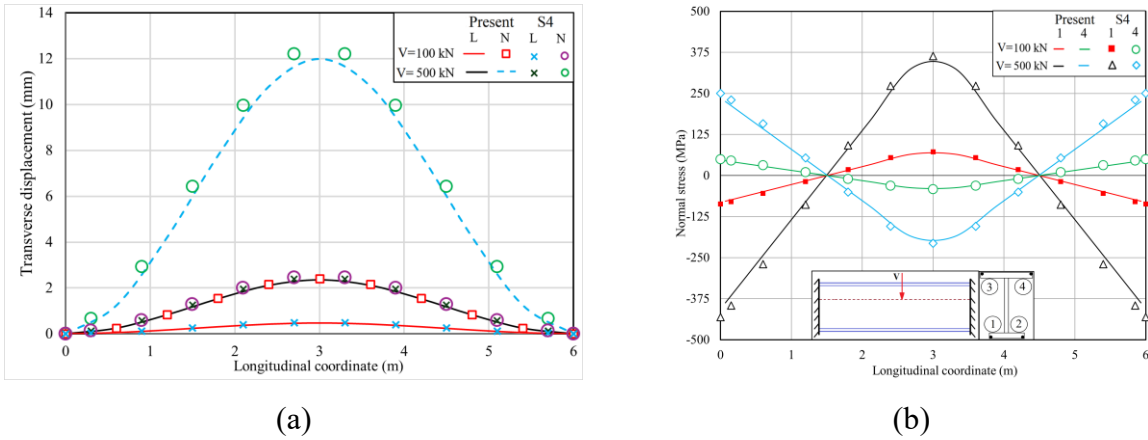 (a)
14
12
10
8
6
4
2
0
Transverse displacement (mm)
Present S4
L N L N
V=100 kN
V= 500 kN
0 1 2 3 4 5 6
Longitudinal coordinate (m)
(a)
(b)
500
375
250
125
0
-125
-250
-375
-500
Normal stress (MPa)
Present S4
1 4 1 4
V=100 kN
V= 500 kN
V
3 4
1 2
0 1 2 3 4 5 6
Longitudinal coordinate (m)
(b)